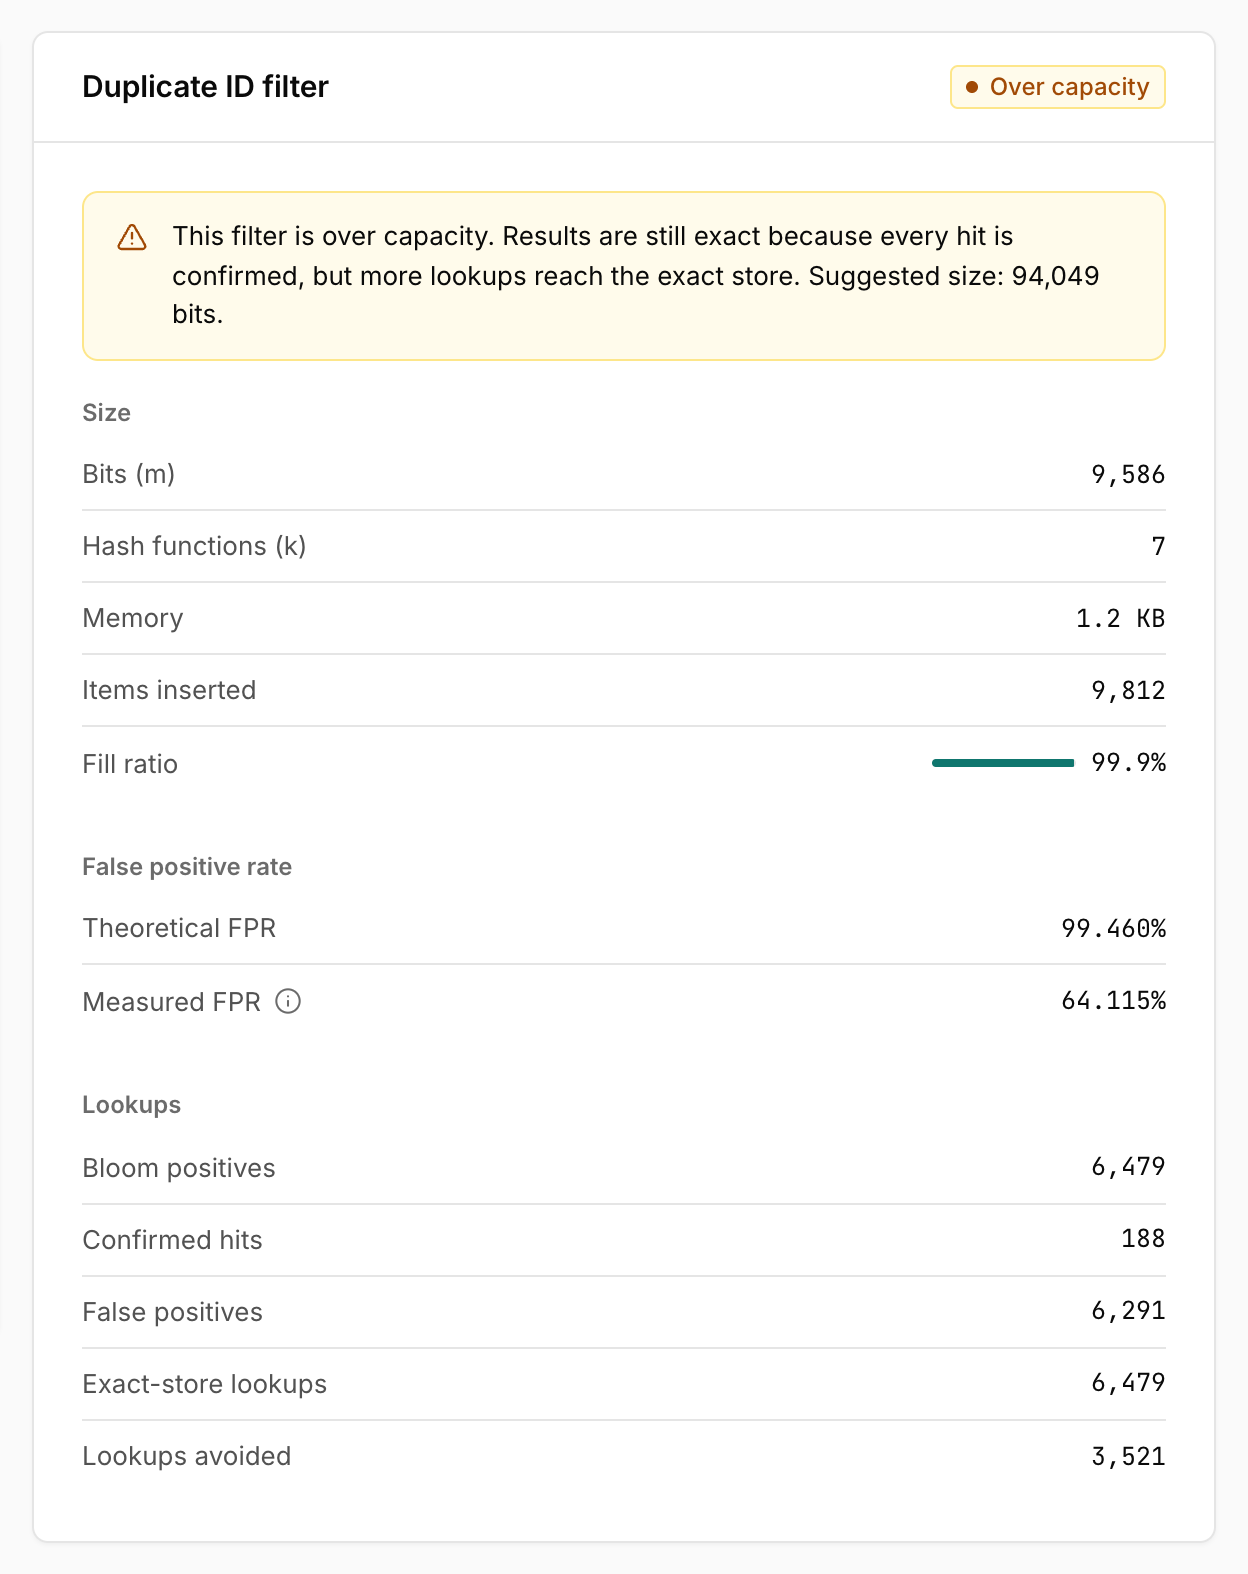 Duplicate ID filter
Over capacity
This filter is over capacity. Results are still exact because every hit is
confirmed, but more lookups reach the exact store. Suggested size: 94,049
bits.
Size
Bits (m) 9,586
Hash functions (k) 7
Memory 1.2 KB
Items inserted 9,812
Fill ratio 99.9%
False positive rate
Theoretical FPR 99.460%
Measured FPR 64.115%
Lookups
Bloom positives 6,479
Confirmed hits 188
False positives 6,291
Exact-store lookups 6,479
Lookups avoided 3,521